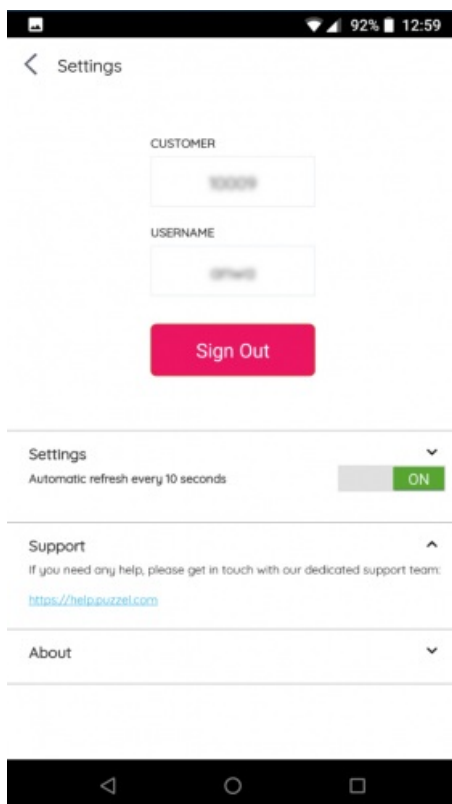 92% 12:59
Settings
CUSTOMER
USERNAME
Sign Out
Settings
Automatic refresh every 10 seconds
ON
Support
If you need any help, please get in touch with our dedicated support team:
https://help.puzzel.com
About